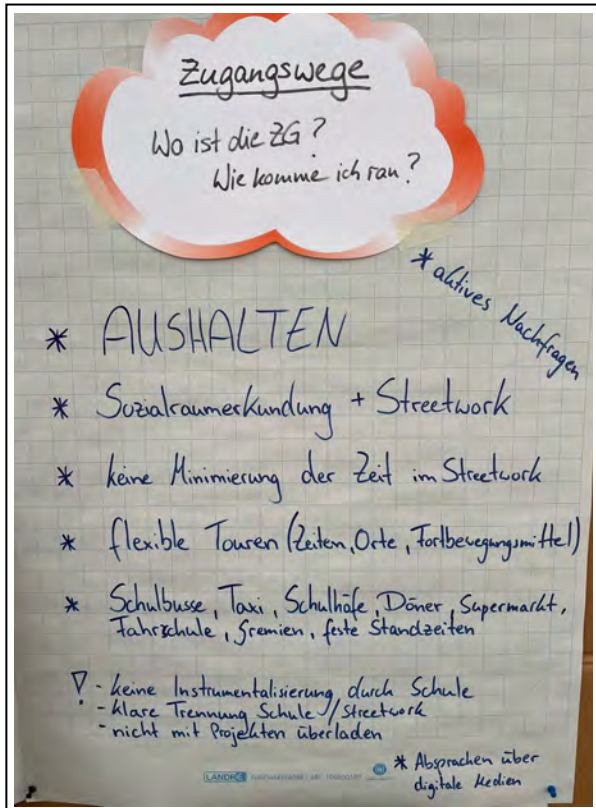 Zugangswege
Wo ist die ZG?
Wie komme ich ran?
* aktives Nachfragen
* AUSHALTEN
* Sozialraumerkundung + Streetwork
* keine Minimierung der Zeit im Streetwork
* flexible Touren (Zeiten, Orte, Fortbewegungsmittel)
* Schulbusse, Taxi, Schulhöfe, Döner, Supermarkt,
Fahrschule, Gremien, feste Standzeiten
! - keine Instrumentalisierung durch Schule
- klare Trennung Schule/Streetwork
- nicht mit Projekten überladen
* Absprachen über
digitale Medien
LANDRÉ